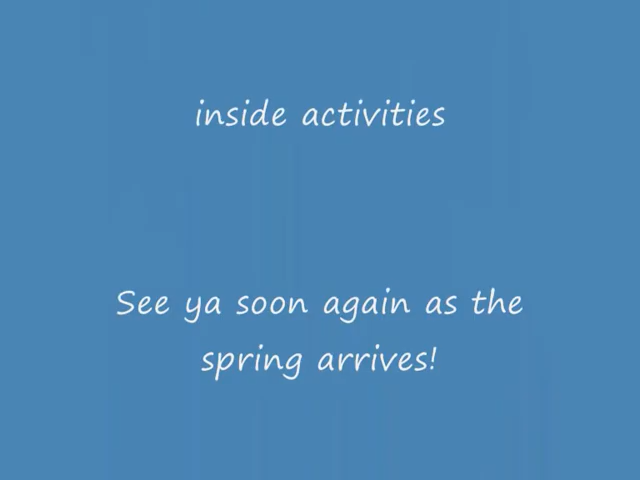 inside activities
See ya soon again as the
spring arrives!